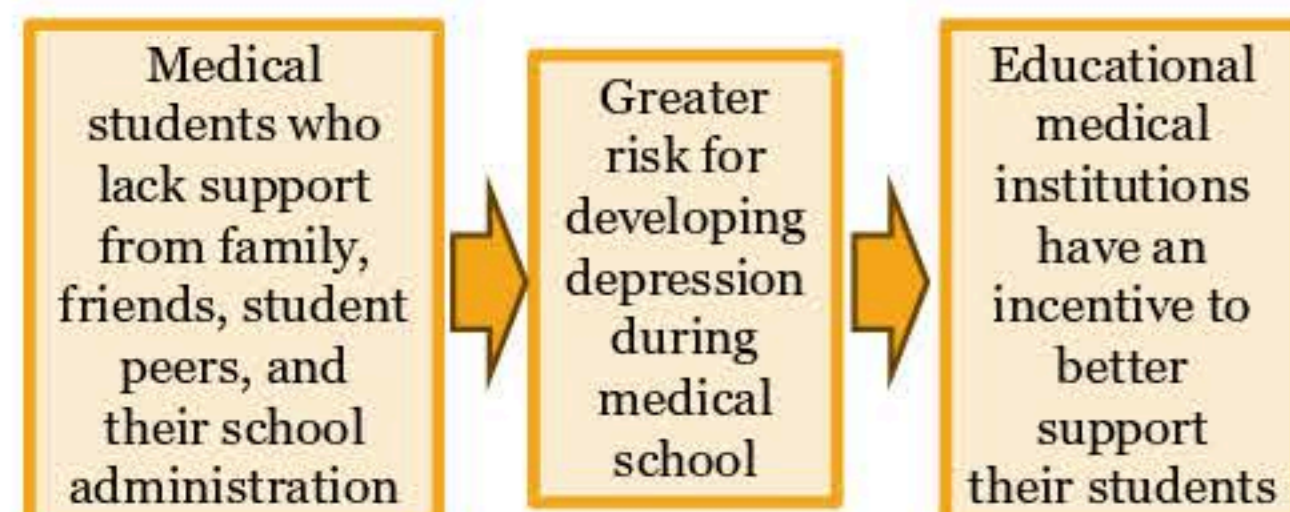 Medical
students who
lack support
from family,
friends, student
peers, and
their school
administration
Greater
risk for
developing
depression
during
medical
school
Educational
medical
institutions
have an
incentive to
better
support
their students